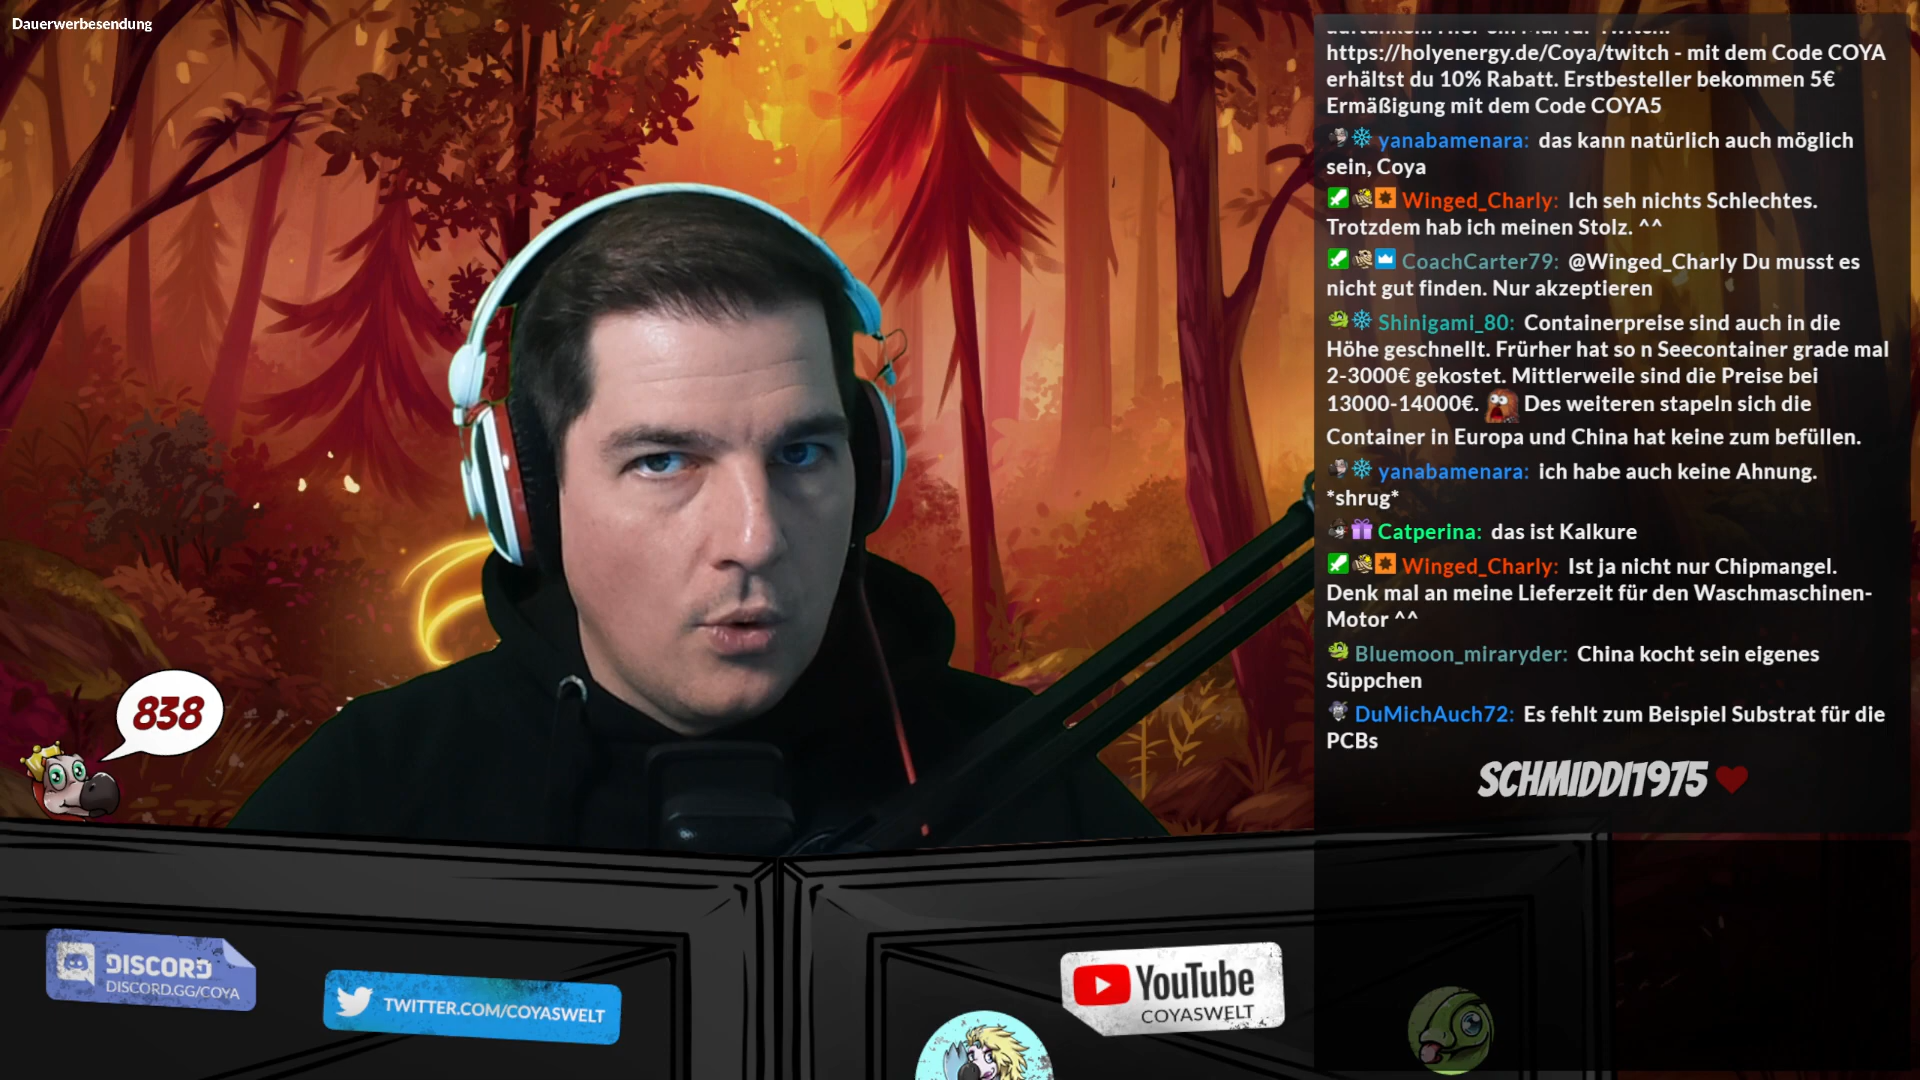 Dauerwerbesendung
https://holyenergy.de/Coya/twitch - mit dem Code COYA
erhältst du 10% Rabatt. Erstbesteller bekommen 5€
Ermäßigung mit dem Code COYA5
yanabamenara: das kann natürlich auch möglich
sein, Coya
Winged_Charly: Ich seh nichts Schlechtes.
Trotzdem hab ich meinen Stolz. ^^
CoachCarter79: @Winged_Charly Du musst es
nicht gut finden. Nur akzeptieren
Shinigami_80: Containerpreise sind auch in die
Höhe geschnellt. Frürher hat so n Seecontainer grade mal
2-3000€ gekostet. Mittlerweile sind die Preise bei
13000-14000€. Des weiteren stapeln sich die
Container in Europa und China hat keine zum befüllen.
yanabamenara: ich habe auch keine Ahnung.
*shrug*
Catperina: das ist Kalkure
Winged_Charly: Ist ja nicht nur Chipmangel.
Denk mal an meine Lieferzeit für den Waschmaschinen-
Motor ^^
Bluemoon_miraryder: China kocht sein eigenes
Süppchen
DuMichAuch72: Es fehlt zum Beispiel Substrat für die
PCBs
SCHMIDDI1975
838
DISCORD
DISCORD.GG/COYA
TWITTER.COM/COYASWELT
YouTube
COYASWELT